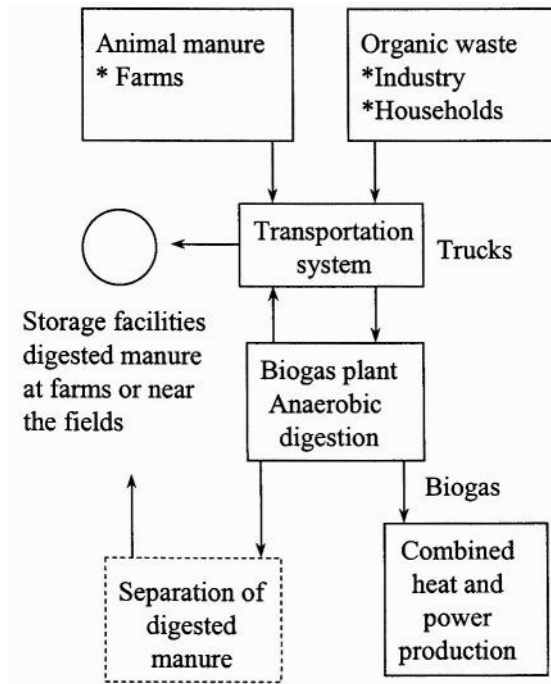 Animal manure
* Farms
Organic waste
*Industry
*Households
Transportation
system
Trucks
Storage facilities
digested manure
at farms or near
the fields
Biogas plant
Anaerobic
digestion
Biogas
Separation of
digested
manure
Combined
heat and
power
production